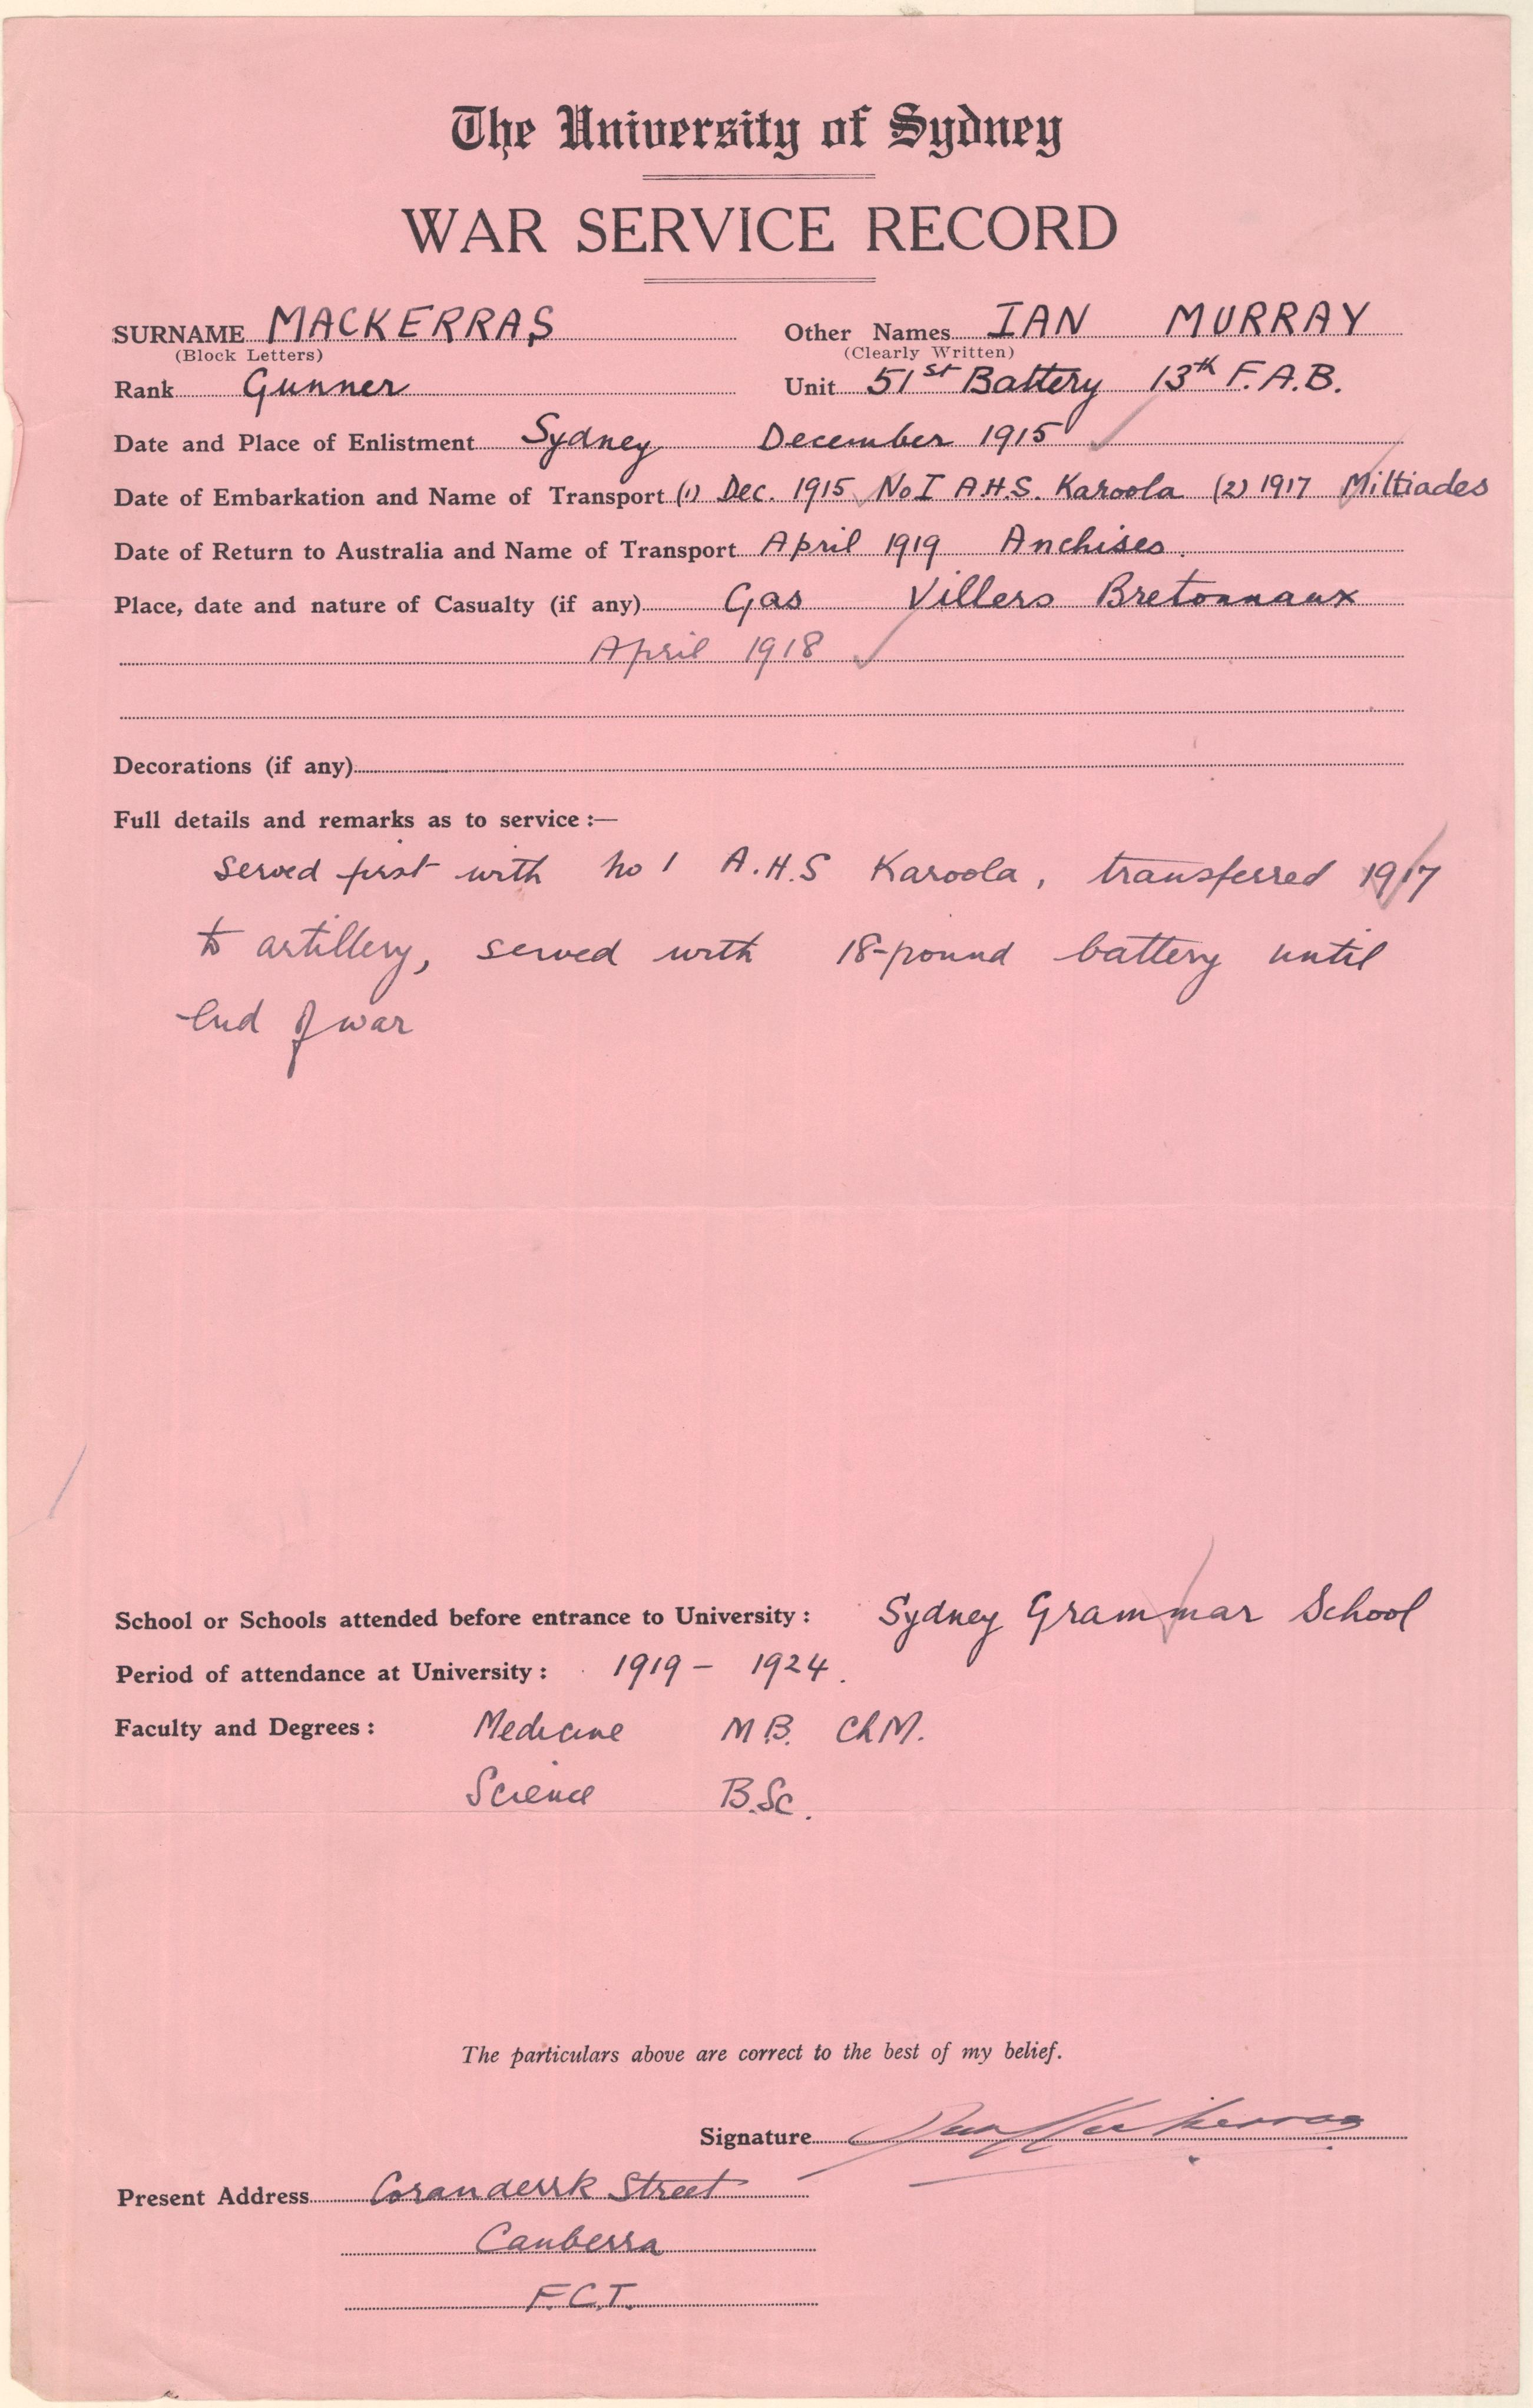 The University of Sydney
WAR SERVICE RECORD
SURNAME MACKERRAS Other Names IAN MURRAY
(Block Letters) (Clearly Written)
Rank Gunner Unit 51st Battery 13th F.A.B.
Date and Place of Enlistment Sydney December 1915
Date of Embarkation and Name of Transport (1) Dec. 1915 No I A.H.S. Karoola (2) 1917 Miltiades
Date of Return to Australia and Name of Transport April 1919 Anchises.
Place, date and nature of Casualty (if any) Gas Villers Bretonnaux
April 1918
Decorations (if any)
Full details and remarks as to service :—
Served first with no 1 A.H.S Karoola, transferred 1917
to artillery, served with 18-pound battery until
end of war
School or Schools attended before entrance to University : Sydney Grammar School
Period of attendance at University : 1919 - 1924.
Faculty and Degrees : Medicine M.B. Ch.M.
Science B.Sc.
The particulars above are correct to the best of my belief.
Signature Ian M Mackerras
Present Address Coranderrk Street
Canberra
F.C.T.